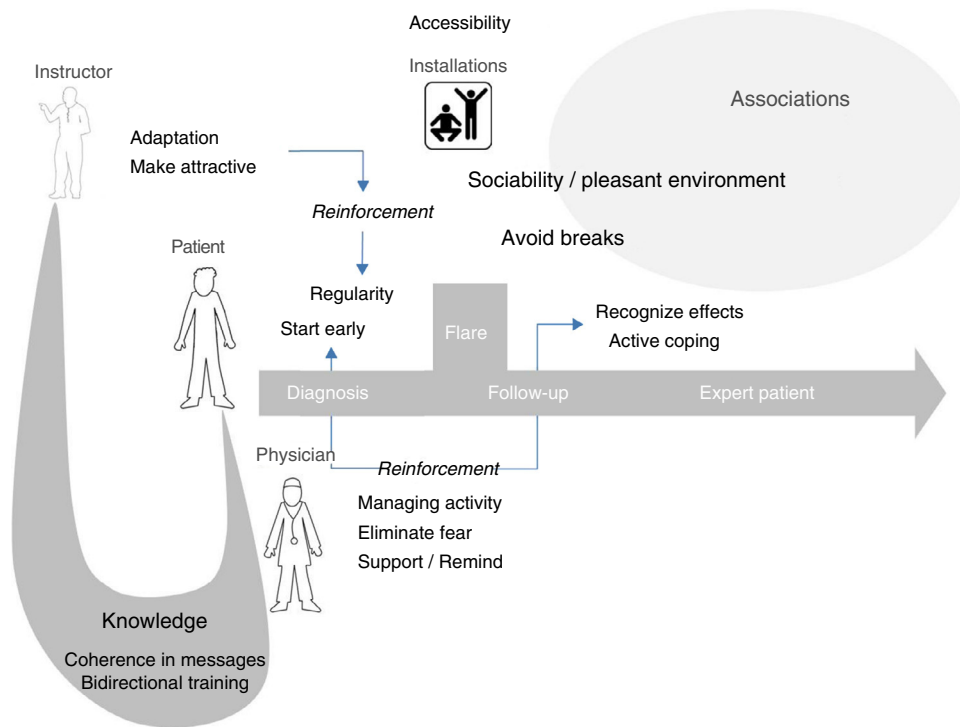 Accessibility
Installations
Instructor
Associations
Adaptation
Make attractive
Sociability / pleasant environment
Reinforcement
Avoid breaks
Patient
Regularity
Start early
Flare
Recognize effects
Active coping
Diagnosis
Follow-up
Expert patient
Physician
Reinforcement
Managing activity
Eliminate fear
Support / Remind
Knowledge
Coherence in messages
Bidirectional training